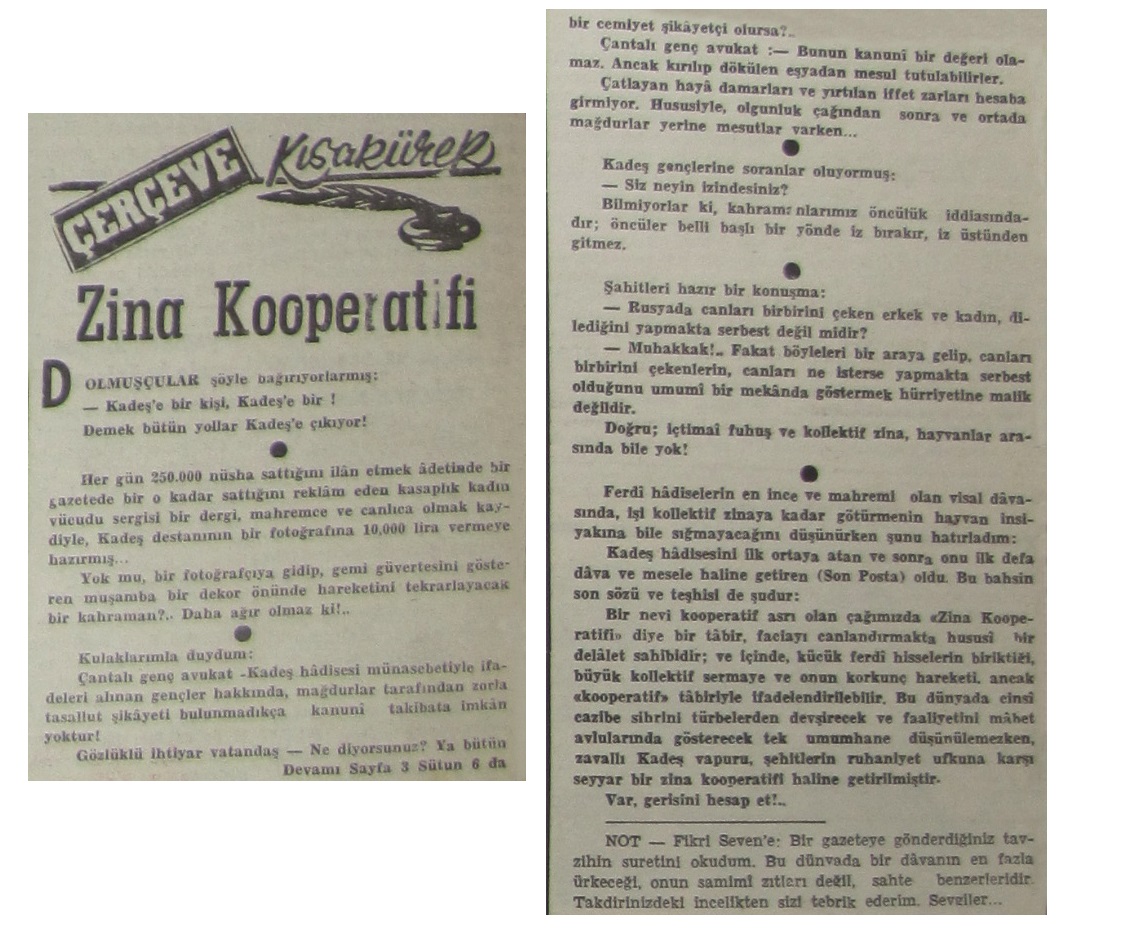 ÇERÇEVE
Kısakürek
Zina Kooperatifi
DOLMUŞÇULAR şöyle bağırıyorlarmış:
— Kadeş'e bir kişi, Kadeş'e bir !
Demek bütün yollar Kadeş'e çıkıyor!
Her gün 250.000 nüsha sattığını ilân etmek âdetinde bir
gazetede bir o kadar sattığını reklâm eden kasaplık kadın
vücudu sergisi bir dergi, mahremce ve canlıca olmak kay-
diyle, Kadeş destanının bir fotoğrafına 10,000 lira vermeye
hazırmış...
Yok mu, bir fotoğrafçıya gidip, gemi güvertesini göste-
ren muşamba bir dekor önünde hareketini tekrarlayacak
bir kahraman?.. Daha ağır olmaz ki!..
Kulaklarımla duydum:
Çantalı genç avukat -Kadeş hâdisesi münasebetiyle ifa-
deleri alınan gençler hakkında, mağdurlar tarafından zorla
tasallut şikâyeti bulunmadıkça kanunî takibata imkân
yoktur!
Gözlüklü ihtiyar vatandaş — Ne diyorsunuz? Ya bütün
Devamı Sayfa 3 Sütun 6 da
bir cemiyet şikâyetçi olursa?..
Çantalı genç avukat :— Bunun kanunî bir değeri ola-
maz. Ancak kırılıp dökülen eşyadan mesul tutulabilirler.
Çatlayan hayâ damarları ve yırtılan iffet zarları hesaba
girmiyor. Hususiyle, olgunluk çağından sonra ve ortada
mağdurlar yerine mesutlar varken...
Kadeş gençlerine soranlar oluyormuş:
— Siz neyin izindesiniz?
Bilmiyorlar ki, kahramanlarımız öncülük iddiasında-
dır; öncüler belli başlı bir yönde iz bırakır, iz üstünden
gitmez.
Şahitleri hazır bir konuşma:
— Rusyada canları birbirini çeken erkek ve kadın, di-
lediğini yapmakta serbest değil midir?
— Muhakkak!.. Fakat böyleleri bir araya gelip, canları
birbirini çekenlerin, canları ne isterse yapmakta serbest
olduğunu umumî bir mekânda göstermek hürriyetine malik
değildir.
Doğru; içtimaî fuhuş ve kollektif zina, hayvanlar ara-
sında bile yok!
Ferdî hâdiselerin en ince ve mahremi olan visal dâva-
sında, işi kollektif zinaya kadar götürmenin hayvan insi-
yakına bile sığmayacağını düşünürken şunu hatırladım:
Kadeş hâdisesini ilk ortaya atan ve sonra onu ilk defa
dâva ve mesele haline getiren (Son Posta) oldu. Bu bahsin
son sözü ve teşhisi de şudur:
Bir nevi kooperatif asrı olan çağımızda «Zina Koope-
ratifi» diye bir tâbir, faciayı canlandırmakta hususî bir
delâlet sahibidir; ve içinde, küçük ferdî hisselerin biriktiği,
büyük kollektif sermaye ve onun korkunç hareketi, ancak
«kooperatif» tâbiriyle ifadelendirilebilir. Bu dünyada cinsî
cazibe sihrini türbelerden devşirecek ve faaliyetini mâbet
avlularında gösterecek tek umumhane düşünülemezken,
zavallı Kadeş vapuru, şehitlerin ruhaniyet ufkuna karşı
seyyar bir zina kooperatifi haline getirilmiştir.
Var, gerisini hesap et!..
NOT — Fikri Seven'e: Bir gazeteye gönderdiğiniz tav-
zihin suretini okudum. Bu dünyada bir dâvanın en fazla
ürkeceği, onun samimî zıtları değil, sahte benzerleridir.
Takdirinizdeki incelikten sizi tebrik ederim. Sevgiler...